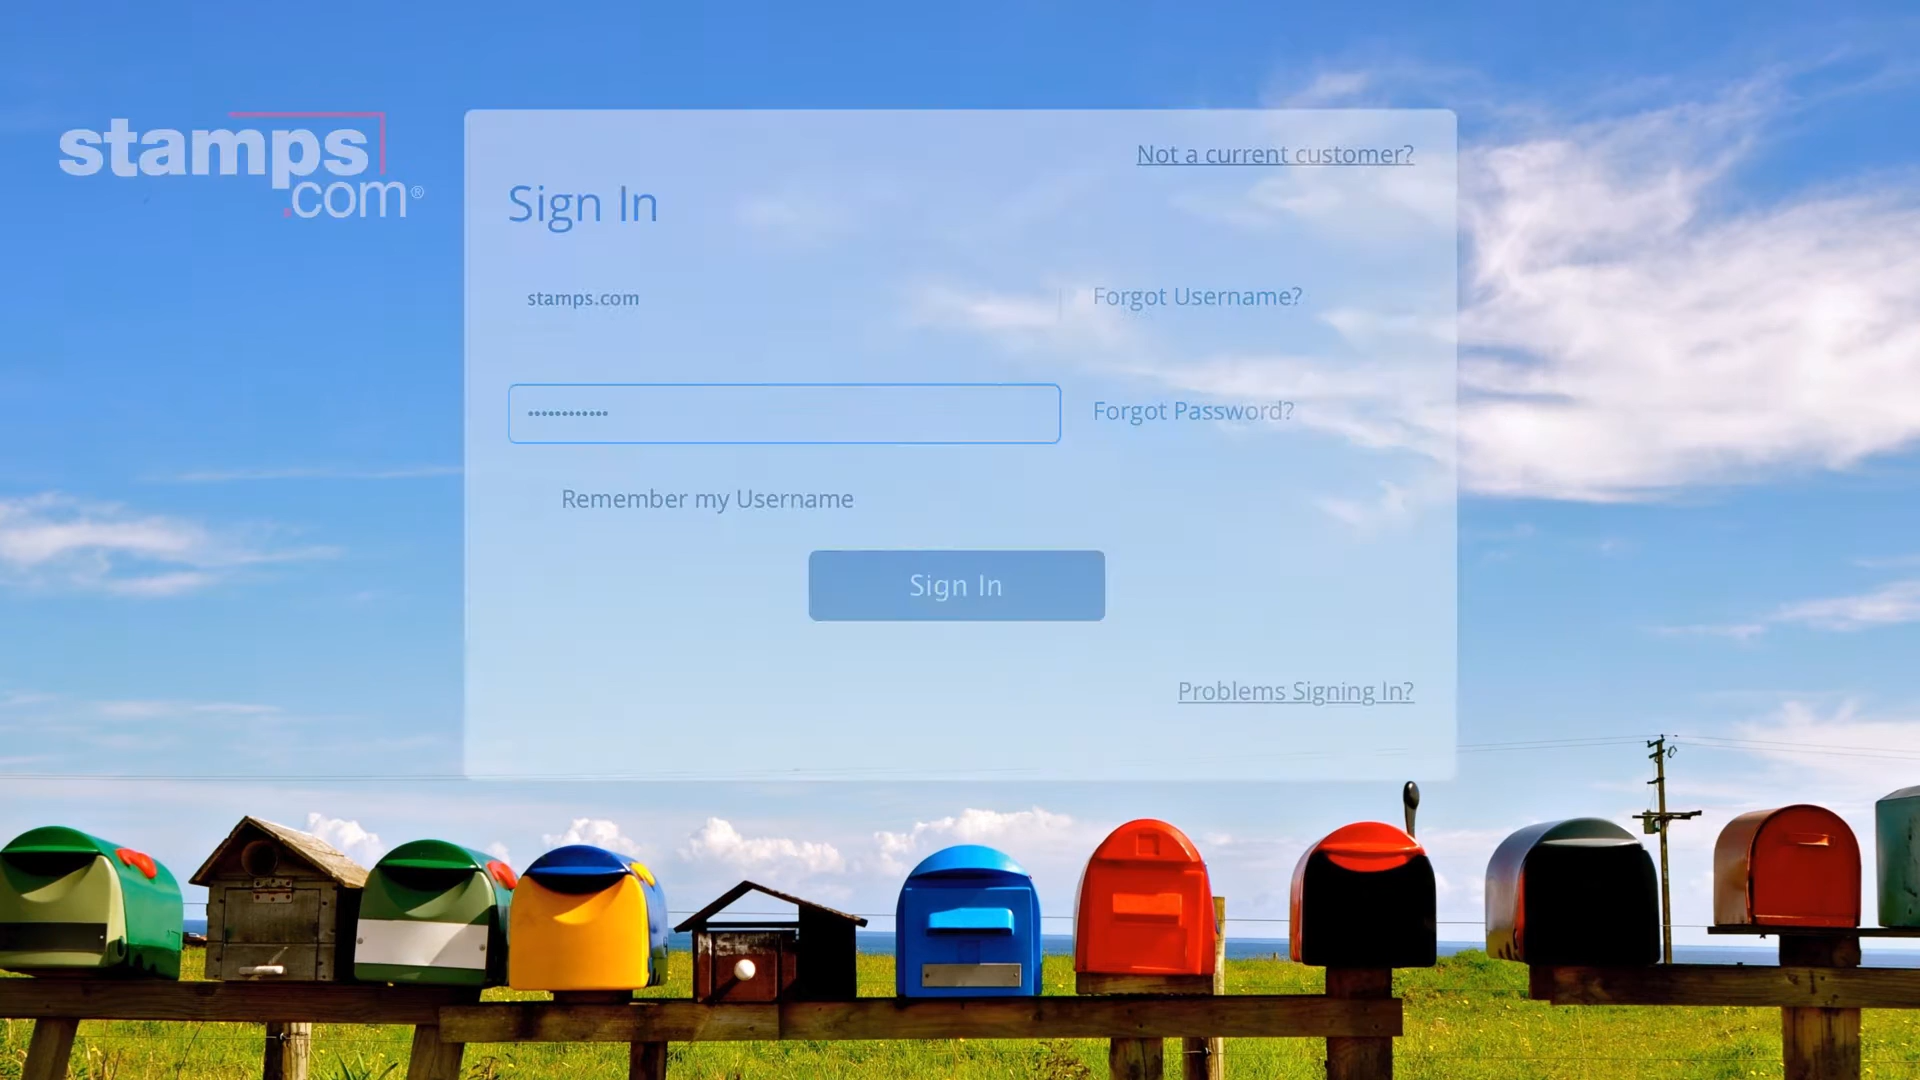 stamps
.com®
Not a current customer?
Sign In
stamps.com
Forgot Username?
••••••••••••
Forgot Password?
Remember my Username
Sign In
Problems Signing In?